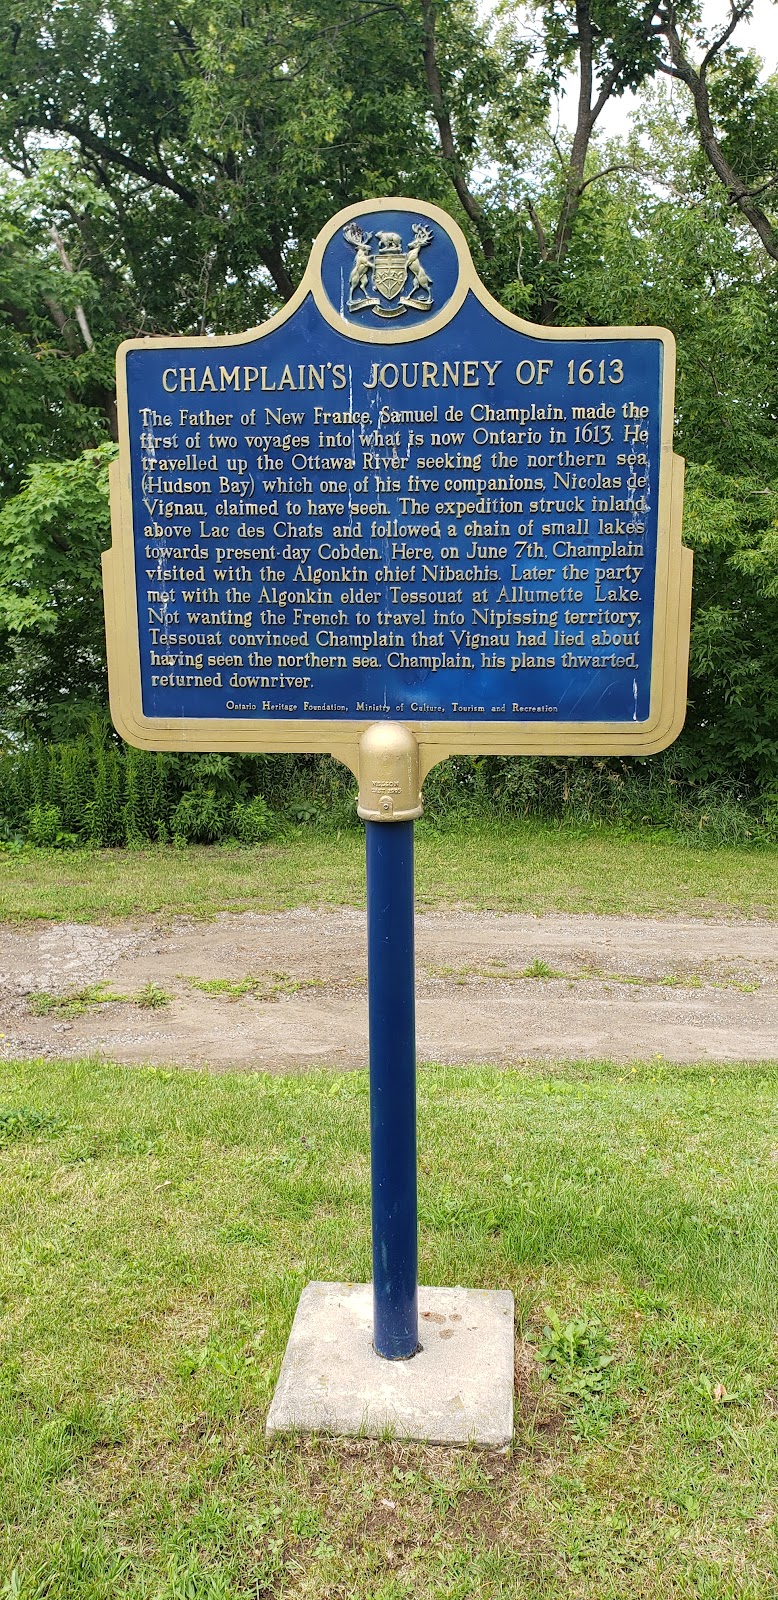 CHAMPLAIN'S JOURNEY OF 1613
The Father of New France, Samuel de Champlain, made the
first of two voyages into what is now Ontario in 1613. He
travelled up the Ottawa River seeking the northern sea
(Hudson Bay) which one of his five companions, Nicolas de
Vignau, claimed to have seen. The expedition struck inland
above Lac des Chats and followed a chain of small lakes
towards present-day Cobden. Here, on June 7th, Champlain
visited with the Algonkin chief Nibachis. Later the party
met with the Algonkin elder Tessouat at Allumette Lake.
Not wanting the French to travel into Nipissing territory,
Tessouat convinced Champlain that Vignau had lied about
having seen the northern sea. Champlain, his plans thwarted,
returned downriver.
Ontario Heritage Foundation, Ministry of Culture, Tourism and Recreation